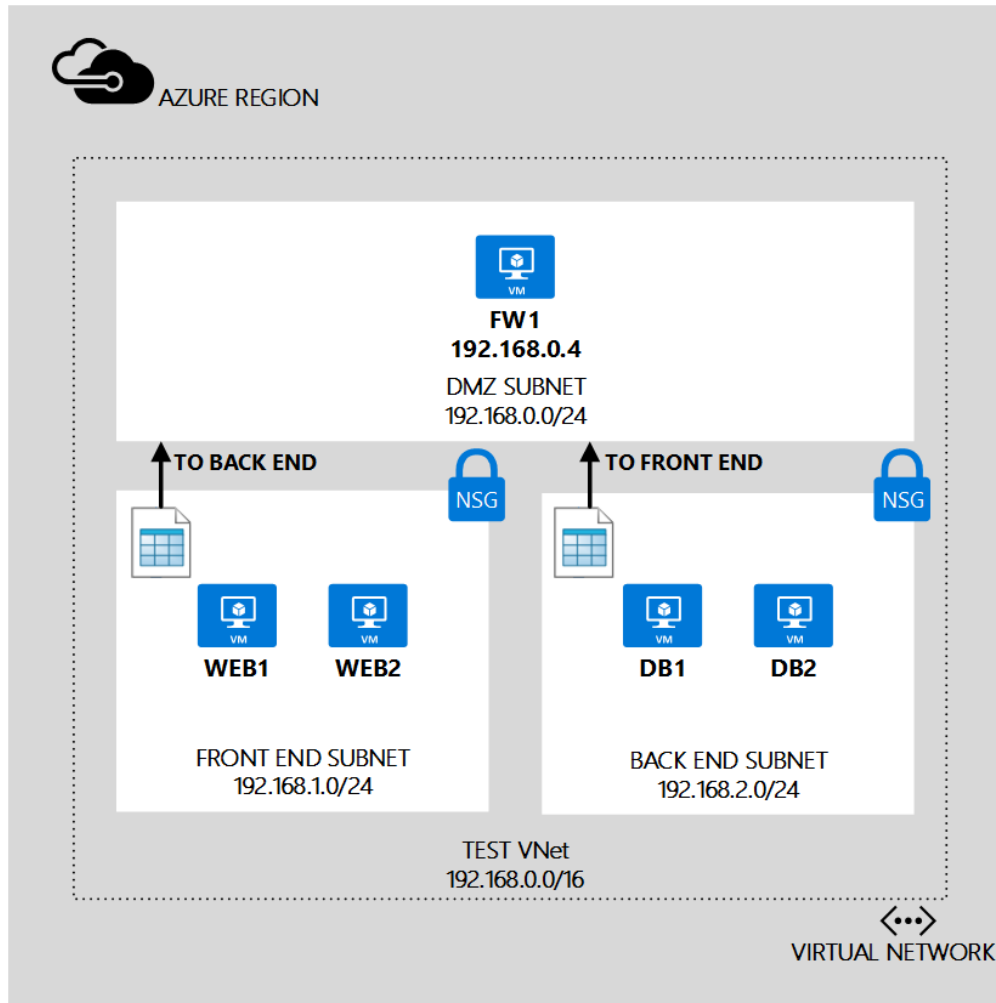 AZURE REGION
VM
FW1
192.168.0.4
DMZ SUBNET
192.168.0.0/24
TO BACK END
NSG
TO FRONT END
NSG
VM
VM
WEB1
WEB2
FRONT END SUBNET
192.168.1.0/24
VM
VM
DB1
DB2
BACK END SUBNET
192.168.2.0/24
TEST VNet
192.168.0.0/16
VIRTUAL NETWORK